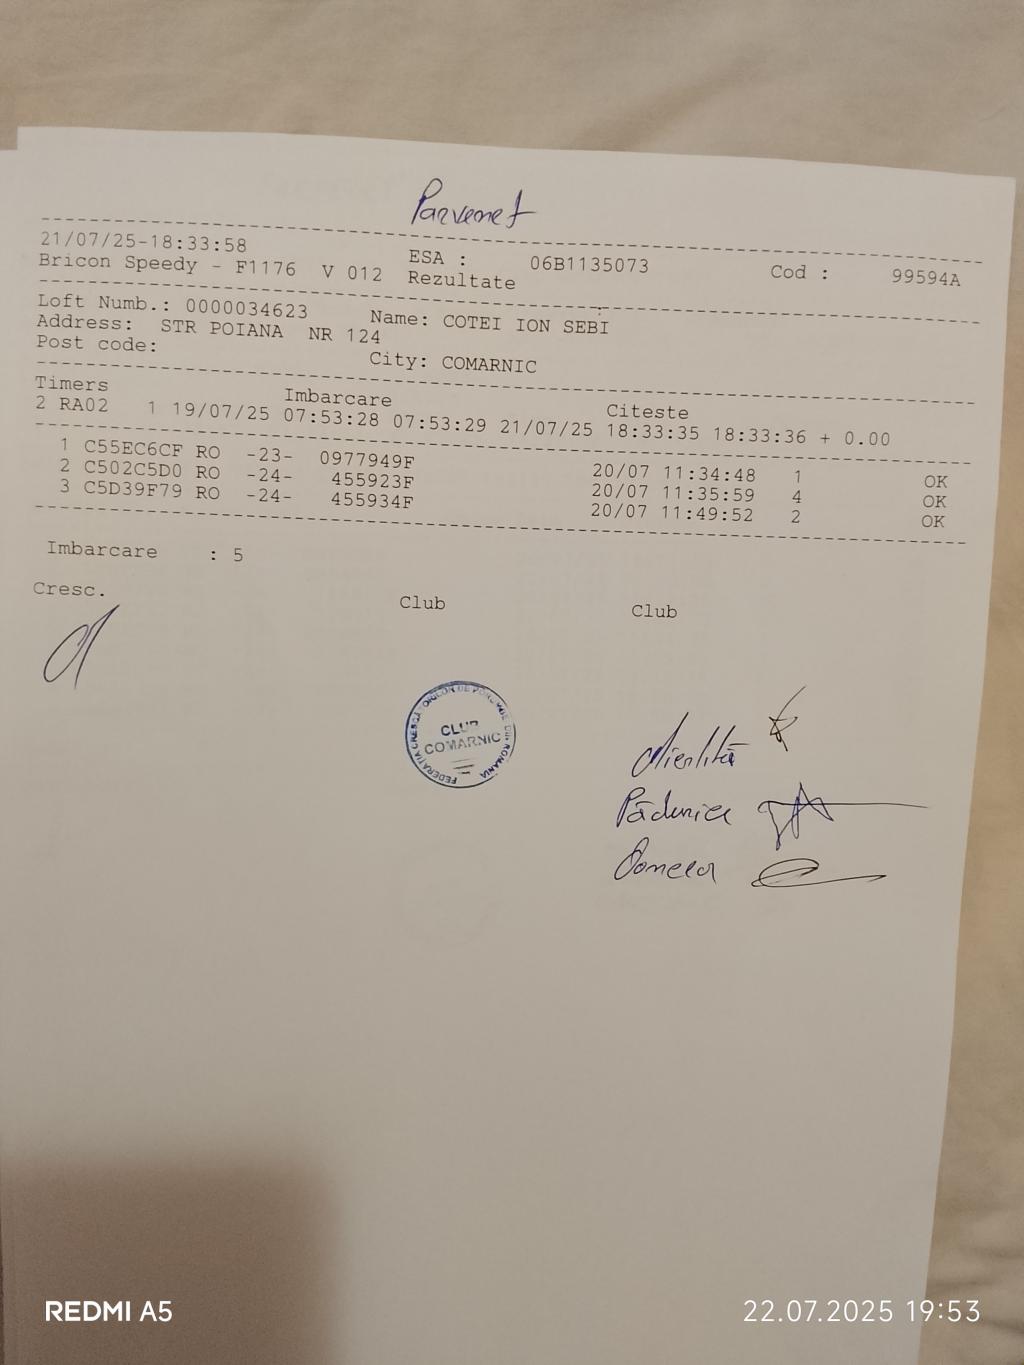 21/07/25-18:33:58 ESA : 06B1135073 Cod : 99594A
Bricon Speedy - F1176 V 012 Rezultate
Loft Numb.: 0000034623 Name: COTEI ION SEBI
Address: STR POIANA NR 124
Post code: City: COMARNIC
Timers Imbarcare Citeste
2 RA02 1 19/07/25 07:53:28 07:53:29 21/07/25 18:33:35 18:33:36 + 0.00
1 C55EC6CF RO -23- 0977949F 20/07 11:34:48 1 OK
2 C502C5D0 RO -24- 455923F 20/07 11:35:59 4 OK
3 C5D39F79 RO -24- 455934F 20/07 11:49:52 2 OK
Imbarcare : 5
Cresc. Club Club
CLUB
COMARNIC
REDMI A5
22.07.2025 19:53